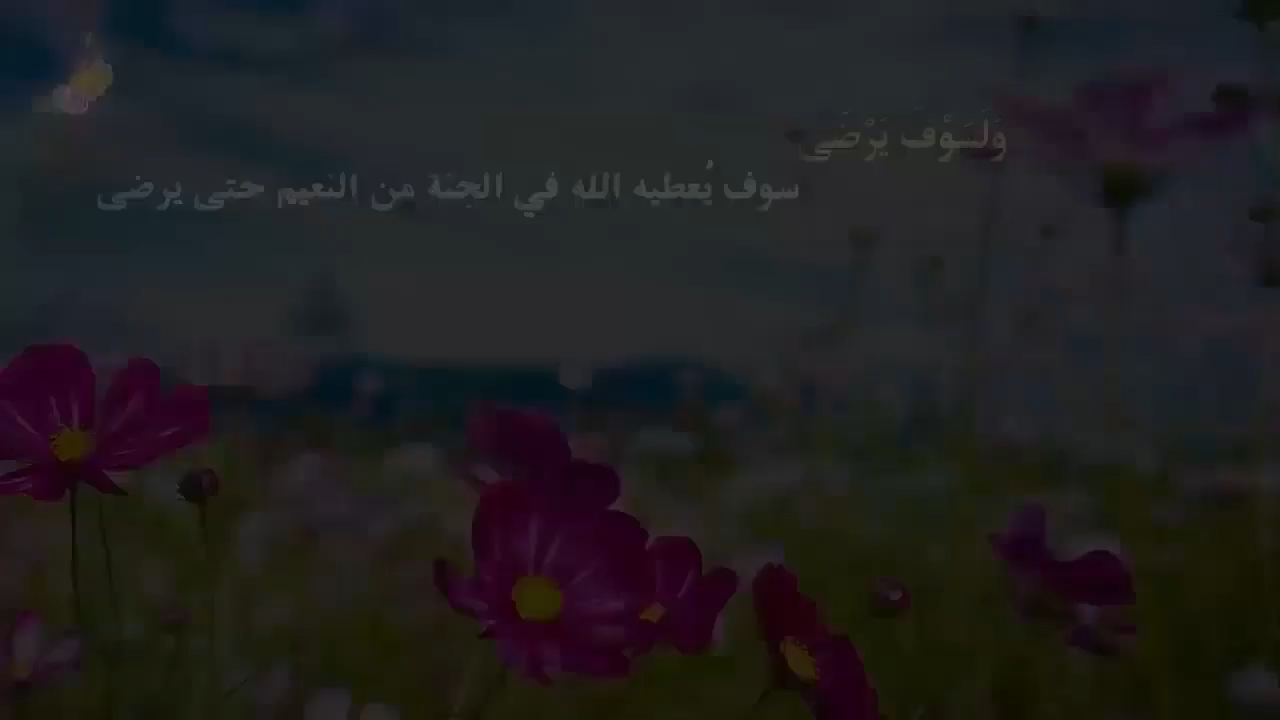 وَلَسَوْفَ يَرْضَى
سوف يُعطيه الله في الجنة من النعيم حتى يرضى